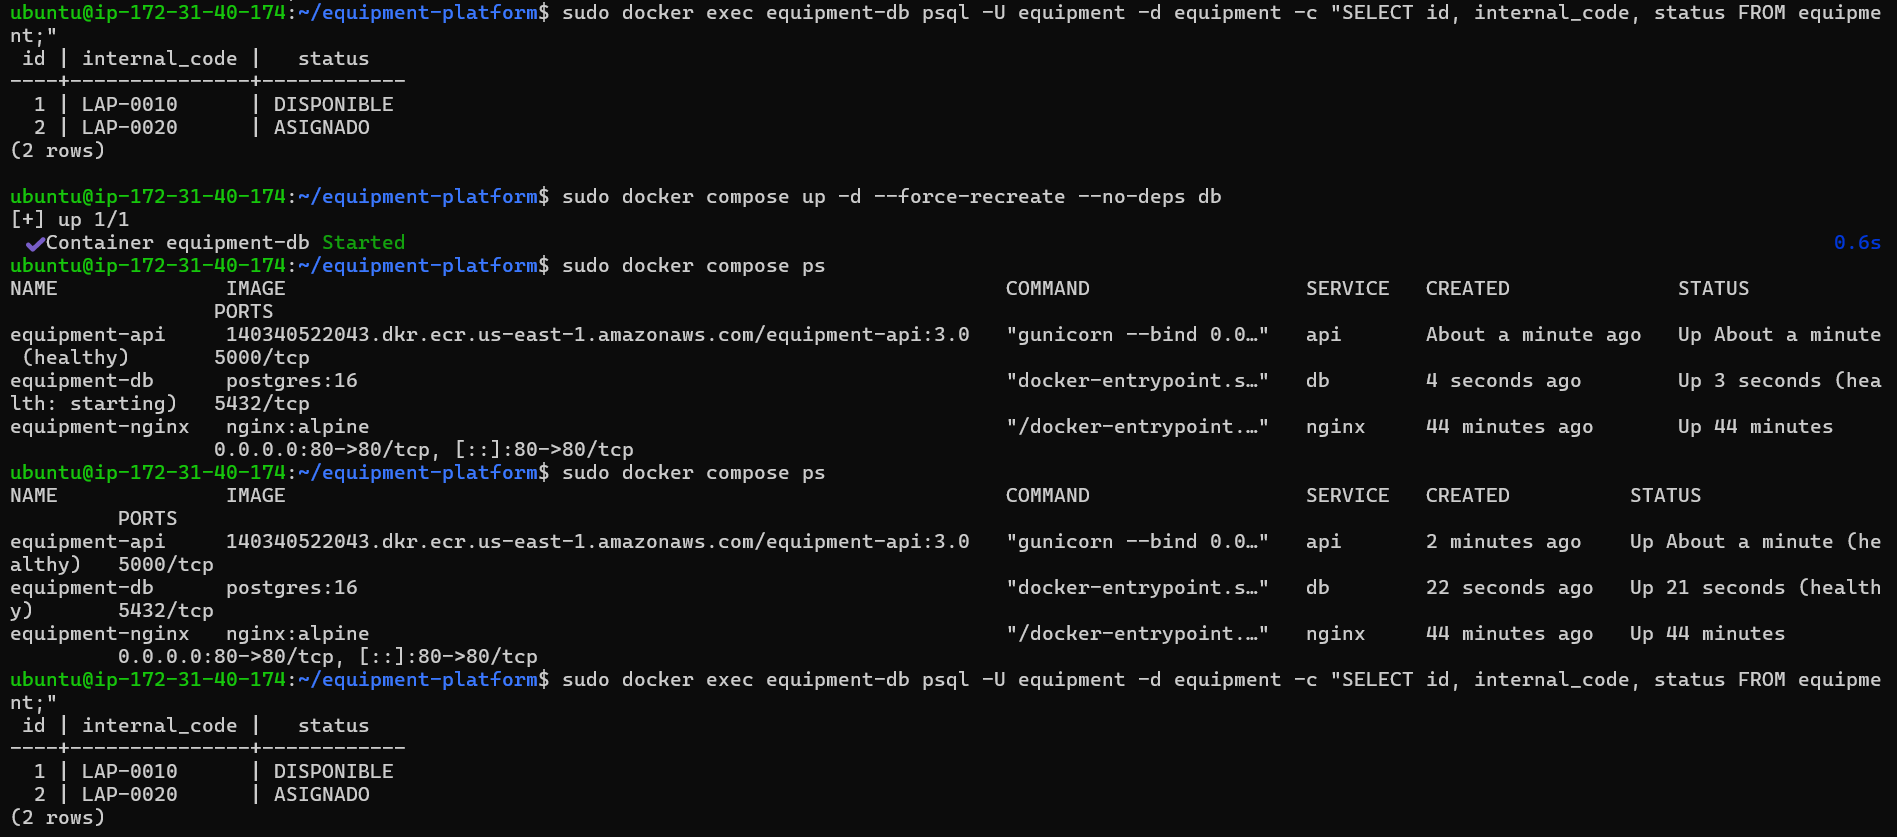 ubuntu@ip-172-31-40-174:~/equipment-platform$ sudo docker exec equipment-db psql -U equipment -d equipment -c "SELECT id, internal_code, status FROM equipme
nt;"
 id | internal_code |   status
----+---------------+------------
  1 | LAP-0010      | DISPONIBLE
  2 | LAP-0020      | ASIGNADO
(2 rows)

ubuntu@ip-172-31-40-174:~/equipment-platform$ sudo docker compose up -d --force-recreate --no-deps db
[+] up 1/1
 ✔Container equipment-db Started                                                                                                                        0.6s
ubuntu@ip-172-31-40-174:~/equipment-platform$ sudo docker compose ps
NAME              IMAGE                                                            COMMAND                  SERVICE   CREATED              STATUS
                 PORTS
equipment-api     140340522043.dkr.ecr.us-east-1.amazonaws.com/equipment-api:3.0   "gunicorn --bind 0.0…"   api       About a minute ago   Up About a minute
 (healthy)       5000/tcp
equipment-db      postgres:16                                                      "docker-entrypoint.s…"   db        4 seconds ago        Up 3 seconds (hea
lth: starting)   5432/tcp
equipment-nginx   nginx:alpine                                                     "/docker-entrypoint.…"   nginx     44 minutes ago       Up 44 minutes
                 0.0.0.0:80->80/tcp, [::]:80->80/tcp
ubuntu@ip-172-31-40-174:~/equipment-platform$ sudo docker compose ps
NAME              IMAGE                                                            COMMAND                  SERVICE   CREATED          STATUS
         PORTS
equipment-api     140340522043.dkr.ecr.us-east-1.amazonaws.com/equipment-api:3.0   "gunicorn --bind 0.0…"   api       2 minutes ago    Up About a minute (he
althy)   5000/tcp
equipment-db      postgres:16                                                      "docker-entrypoint.s…"   db        22 seconds ago   Up 21 seconds (health
y)       5432/tcp
equipment-nginx   nginx:alpine                                                     "/docker-entrypoint.…"   nginx     44 minutes ago   Up 44 minutes
         0.0.0.0:80->80/tcp, [::]:80->80/tcp
ubuntu@ip-172-31-40-174:~/equipment-platform$ sudo docker exec equipment-db psql -U equipment -d equipment -c "SELECT id, internal_code, status FROM equipme
nt;"
 id | internal_code |   status
----+---------------+------------
  1 | LAP-0010      | DISPONIBLE
  2 | LAP-0020      | ASIGNADO
(2 rows)